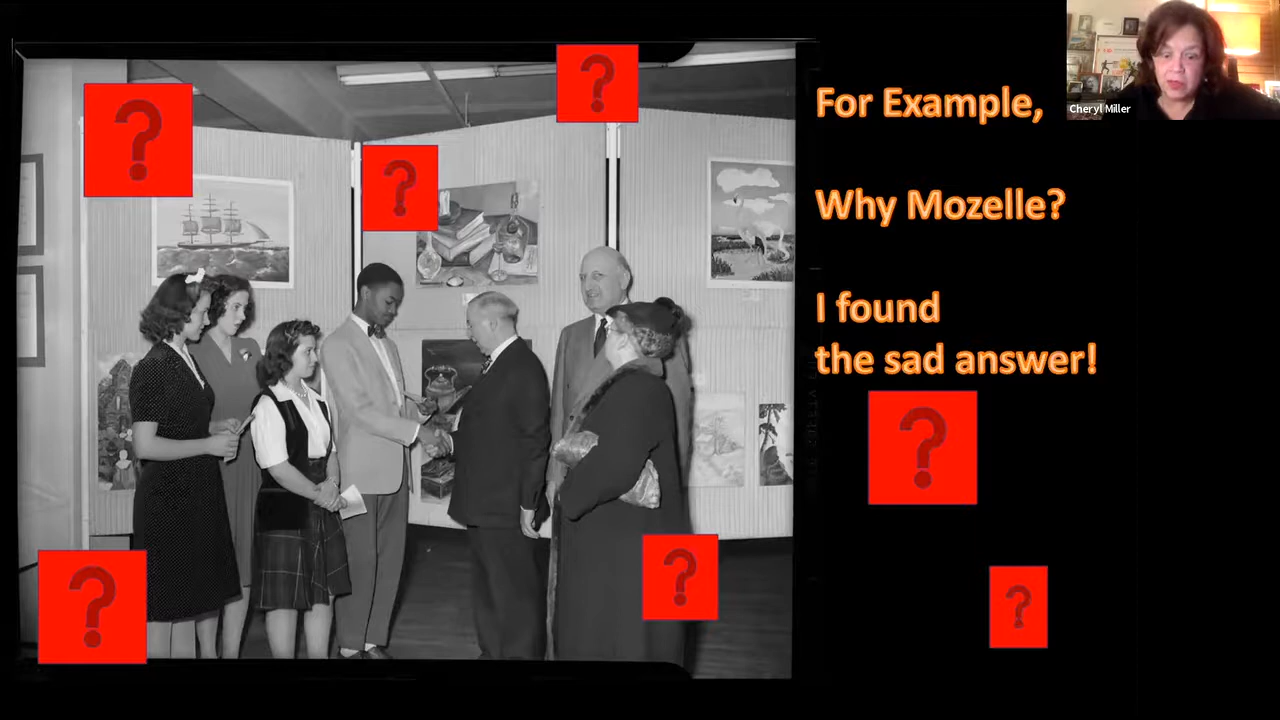 For Example,
Why Mozelle?
I found
the sad answer!
Cheryl Miller
?
?
?
?
?
?
?